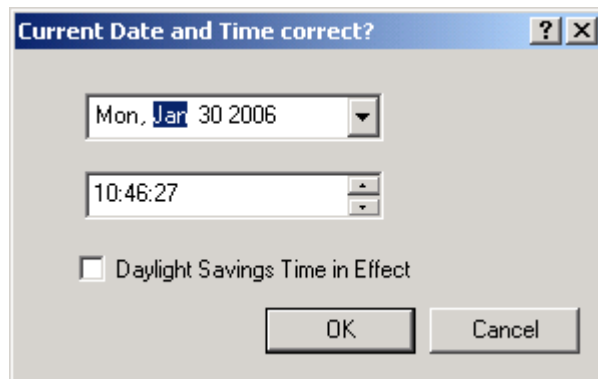 Current Date and Time correct?
Mon, Jan 30 2006
10:46:27
Daylight Savings Time in Effect
OK Cancel